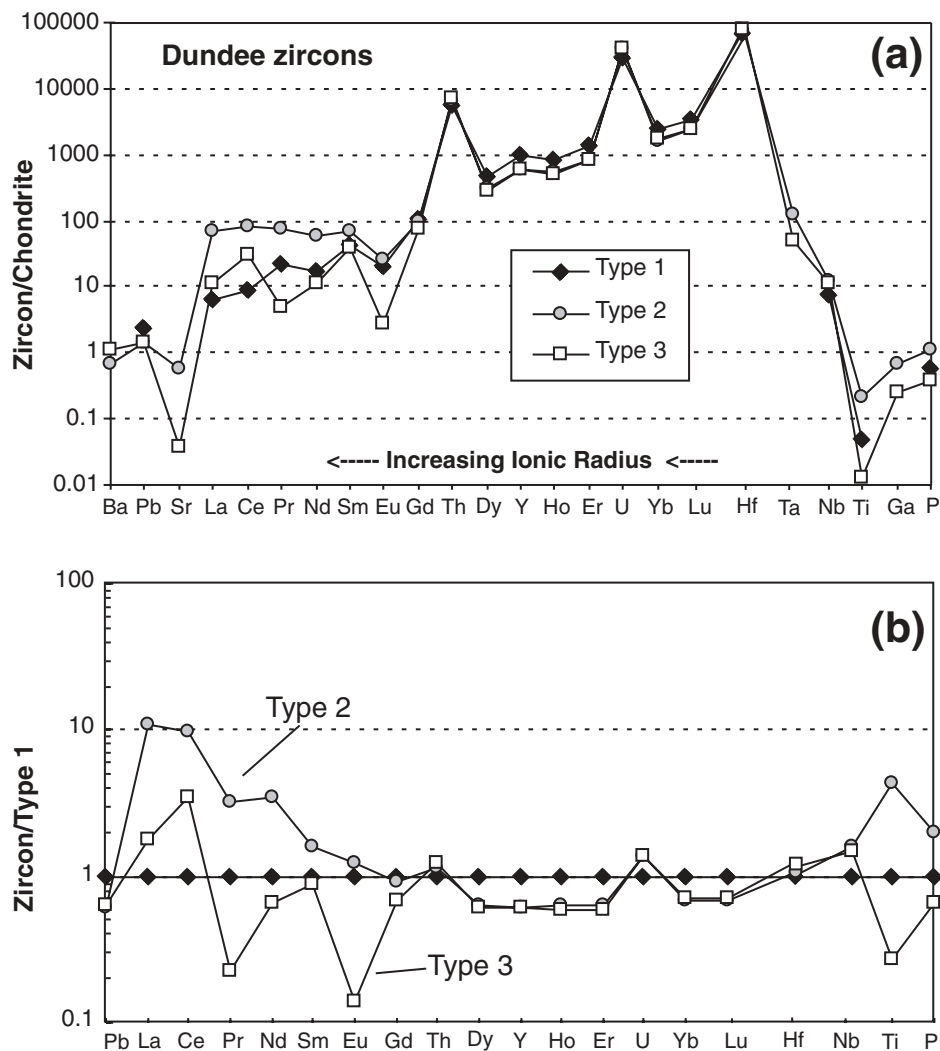 100000
10000
1000
100
10
1
0.1
0.01
Zircon/Chondrite
Dundee zircons
(a)
Type 1
Type 2
Type 3
<----- Increasing Ionic Radius <-----
Ba Pb Sr La Ce Pr Nd Sm Eu Gd Th Dy Y Ho Er U Yb Lu Hf Ta Nb Ti Ga P
100
10
1
0.1
Zircon/Type 1
(b)
Type 2
Type 3
Pb La Ce Pr Nd Sm Eu Gd Th Dy Y Ho Er U Yb Lu Hf Nb Ti P